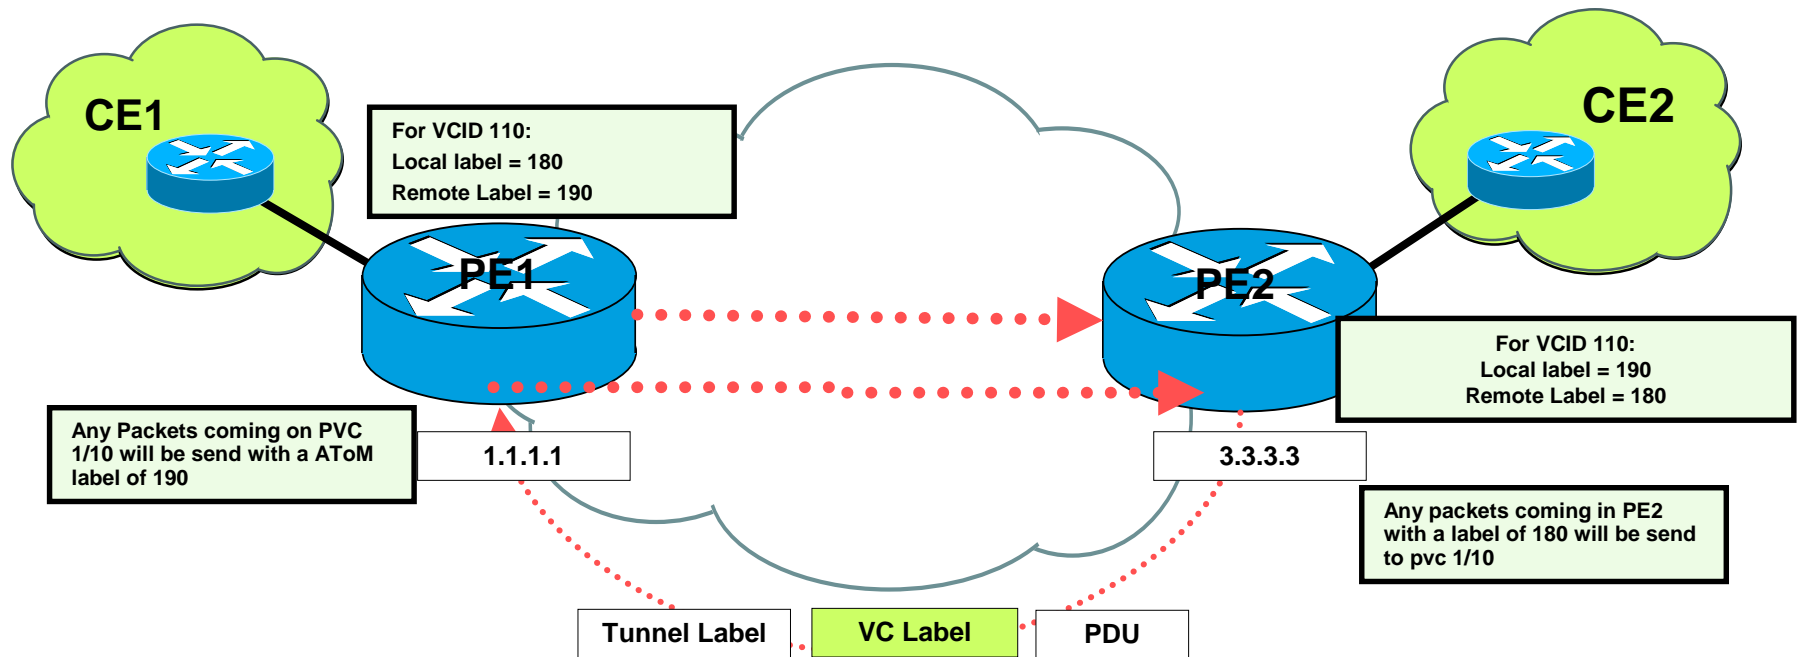 CE1
CE2
For VCID 110:
Local label = 180
Remote Label = 190
PE1
PE2
For VCID 110:
Local label = 190
Remote Label = 180
Any Packets coming on PVC
1/10 will be send with a AToM
label of 190
1.1.1.1
3.3.3.3
Any packets coming in PE2
with a label of 180 will be send
to pvc 1/10
Tunnel Label
VC Label
PDU